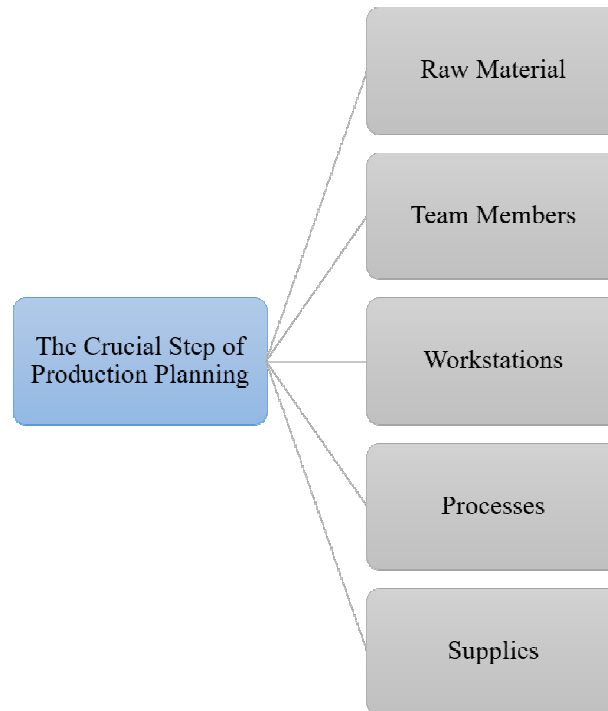 Raw Material
Team Members
The Crucial Step of
Production Planning
Workstations
Processes
Supplies